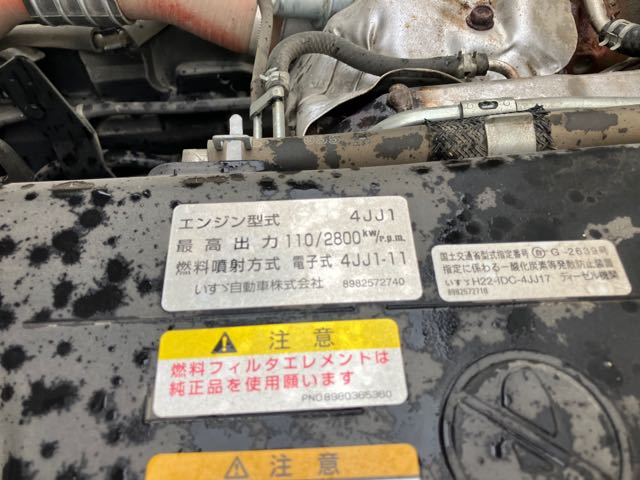 エンジン型式 4JJ1
最高出力 110/2800kW/r.p.m.
燃料噴射方式 電子式 4JJ1-11
いすゞ自動車株式会社 8982572740
国土交通省型式指定番号 G-2639号
指定に係わる一酸化炭素等発散防止装置
いすゞH22-IDC-4JJ17 ディーゼル機関
8982572718
注意
燃料フィルタエレメントは
純正品を使用願います
PNO.8980365360
注意